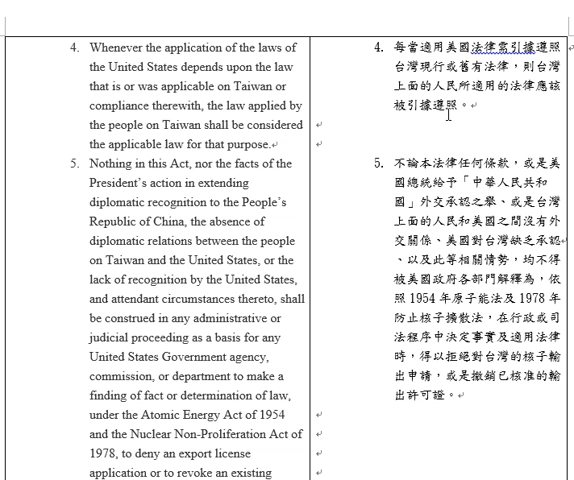 4. Whenever the application of the laws of
the United States depends upon the law
that is or was applicable on Taiwan or
compliance therewith, the law applied by
the people on Taiwan shall be considered
the applicable law for that purpose.
5. Nothing in this Act, nor the facts of the
President's action in extending
diplomatic recognition to the People's
Republic of China, the absence of
diplomatic relations between the people
on Taiwan and the United States, or the
lack of recognition by the United States,
and attendant circumstances thereto, shall
be construed in any administrative or
judicial proceeding as a basis for any
United States Government agency,
commission, or department to make a
finding of fact or determination of law,
under the Atomic Energy Act of 1954
and the Nuclear Non-Proliferation Act of
1978, to deny an export license
application or to revoke an existing
4. 每當適用美國法律需引據遵照
台灣現行或舊有法律，則台灣
上面的人民所適用的法律應該
被引據遵照。
5. 不論本法律任何條款，或是美
國總統給予「中華人民共和
國」外交承認之舉、或是台灣
上面的人民和美國之間沒有外
交關係、美國對台灣缺乏承認
、以及此等相關情勢，均不得
被美國政府各部門解釋為，依
照 1954 年原子能法及 1978 年
防止核子擴散法，在行政或司
法程序中決定事實及適用法律
時，得以拒絕對台灣的核子輸
出申請，或是撤銷已核准的輸
出許可證。